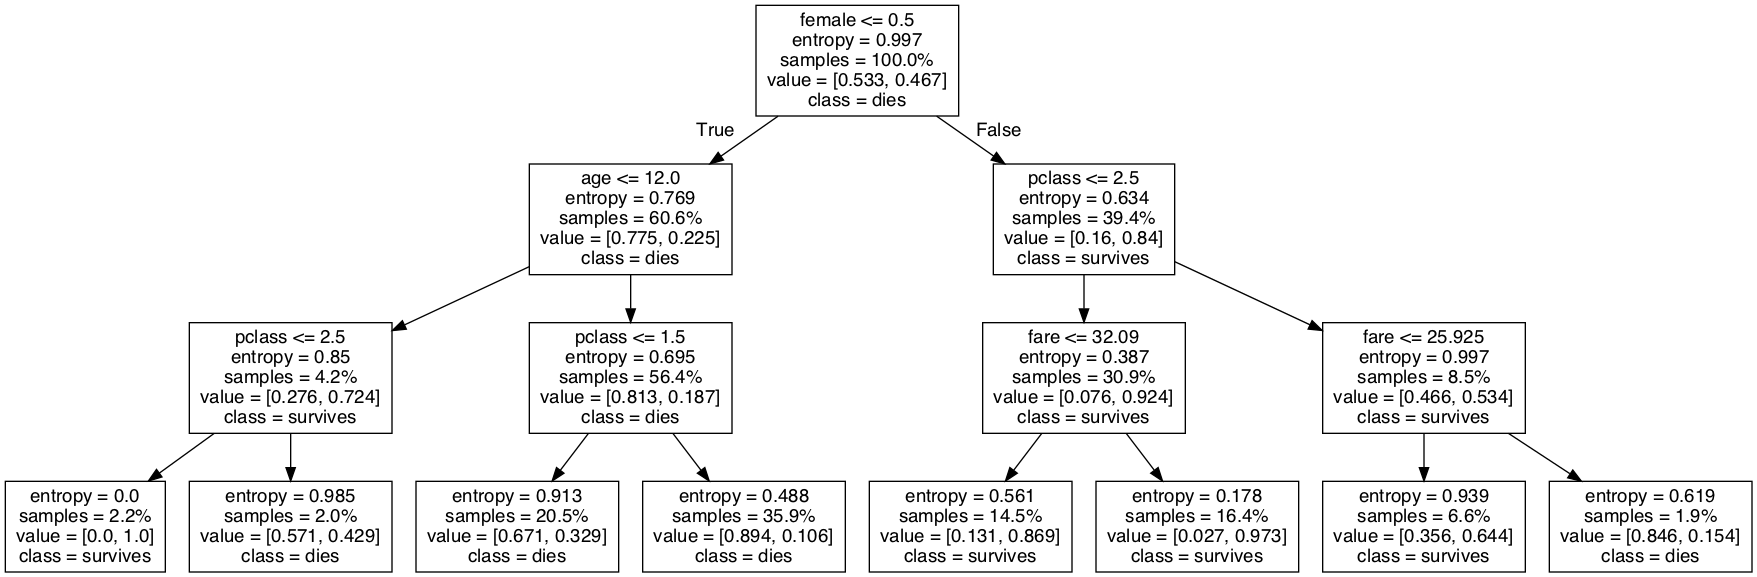 female <= 0.5
entropy = 0.997
samples = 100.0%
value = [0.533, 0.467]
class = dies
True
False
age <= 12.0
entropy = 0.769
samples = 60.6%
value = [0.775, 0.225]
class = dies
pclass <= 2.5
entropy = 0.634
samples = 39.4%
value = [0.16, 0.84]
class = survives
pclass <= 2.5
entropy = 0.85
samples = 4.2%
value = [0.276, 0.724]
class = survives
pclass <= 1.5
entropy = 0.695
samples = 56.4%
value = [0.813, 0.187]
class = dies
fare <= 32.09
entropy = 0.387
samples = 30.9%
value = [0.076, 0.924]
class = survives
fare <= 25.925
entropy = 0.997
samples = 8.5%
value = [0.466, 0.534]
class = survives
entropy = 0.0
samples = 2.2%
value = [0.0, 1.0]
class = survives
entropy = 0.985
samples = 2.0%
value = [0.571, 0.429]
class = dies
entropy = 0.913
samples = 20.5%
value = [0.671, 0.329]
class = dies
entropy = 0.488
samples = 35.9%
value = [0.894, 0.106]
class = dies
entropy = 0.561
samples = 14.5%
value = [0.131, 0.869]
class = survives
entropy = 0.178
samples = 16.4%
value = [0.027, 0.973]
class = survives
entropy = 0.939
samples = 6.6%
value = [0.356, 0.644]
class = survives
entropy = 0.619
samples = 1.9%
value = [0.846, 0.154]
class = dies